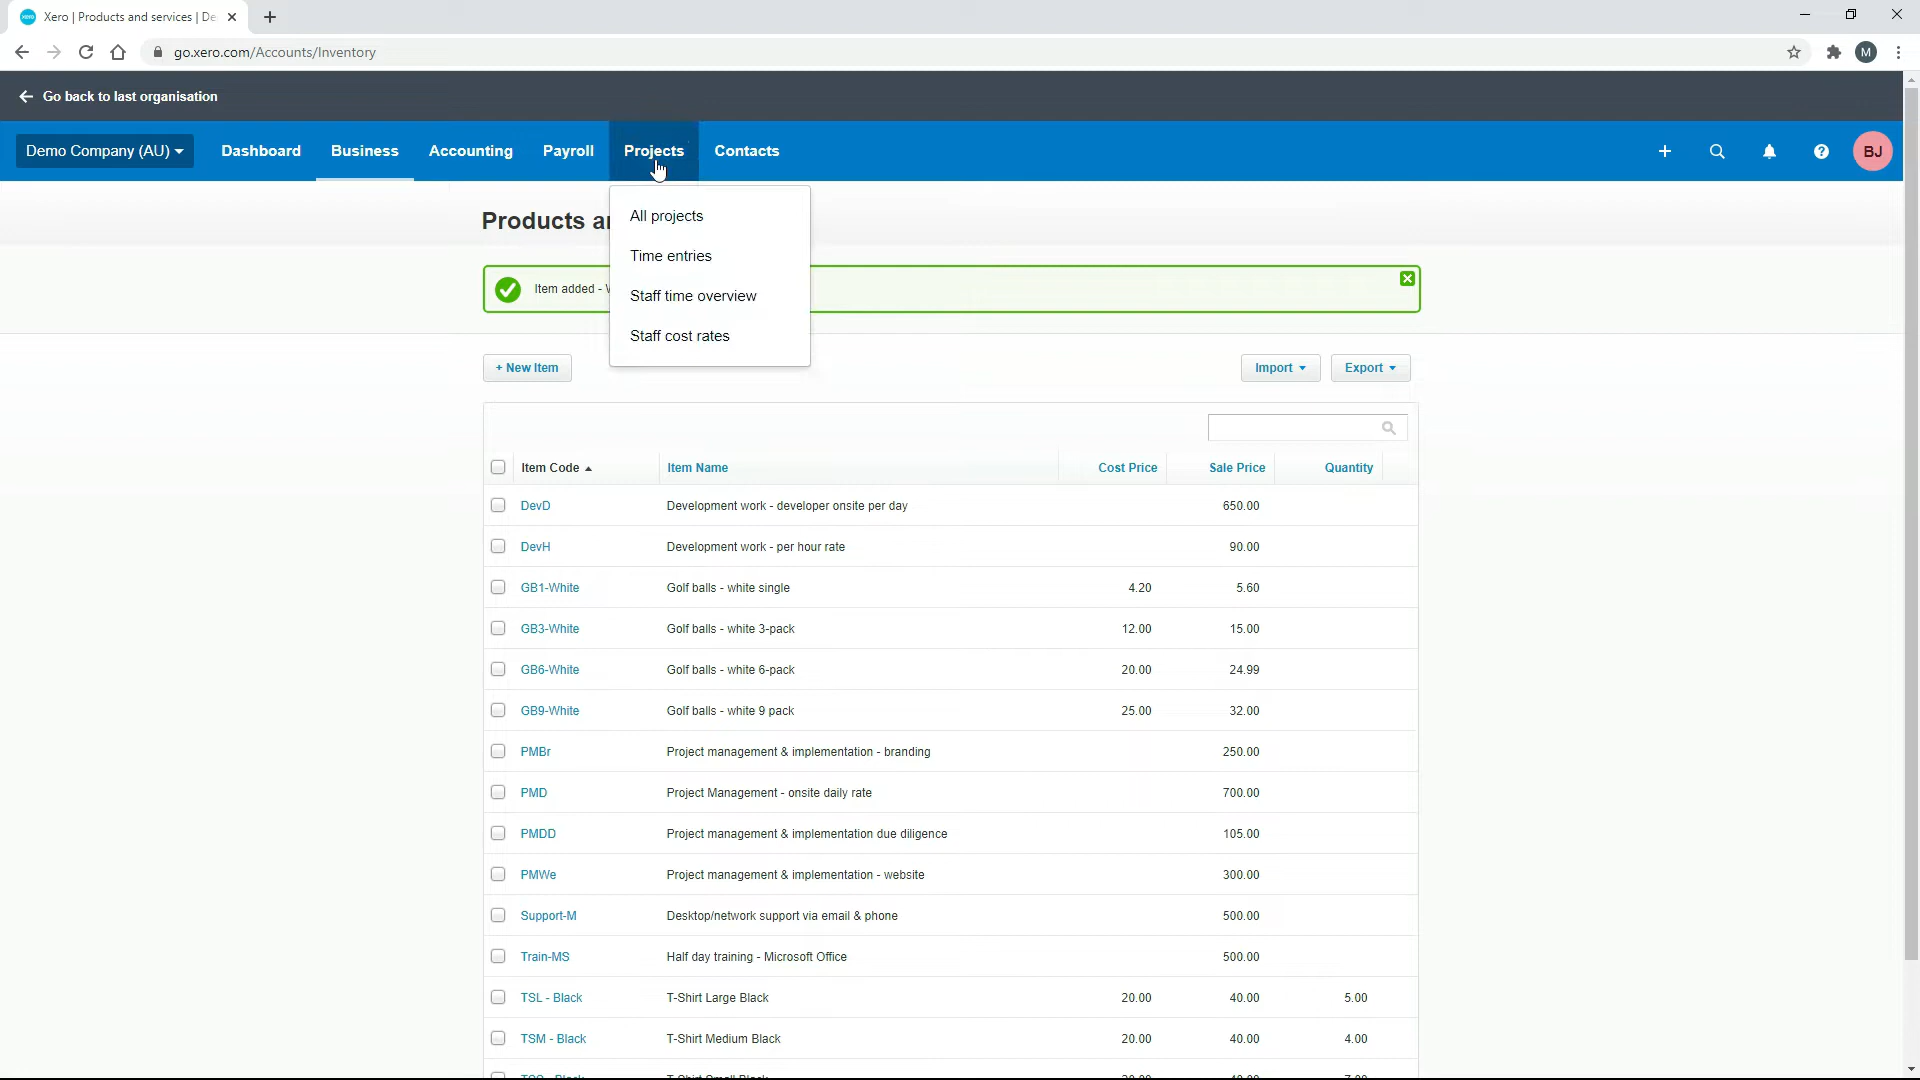 Xero | Products and services | De
go.xero.com/Accounts/Inventory
M
Go back to last organisation
Demo Company (AU)
Dashboard
Business
Accounting
Payroll
Projects
Contacts
BJ
Products a
All projects
Time entries
Staff time overview
Staff cost rates
Item added -
+ New Item
Import
Export
Item Code
Item Name
Cost Price
Sale Price
Quantity
DevD Development work - developer onsite per day 650.00
DevH Development work - per hour rate 90.00
GB1-White Golf balls - white single 4.20 5.60
GB3-White Golf balls - white 3-pack 12.00 15.00
GB6-White Golf balls - white 6-pack 20.00 24.99
GB9-White Golf balls - white 9 pack 25.00 32.00
PMBr Project management & implementation - branding 250.00
PMD Project Management - onsite daily rate 700.00
PMDD Project management & implementation due diligence 105.00
PMWe Project management & implementation - website 300.00
Support-M Desktop/network support via email & phone 500.00
Train-MS Half day training - Microsoft Office 500.00
TSL - Black T-Shirt Large Black 20.00 40.00 5.00
TSM - Black T-Shirt Medium Black 20.00 40.00 4.00